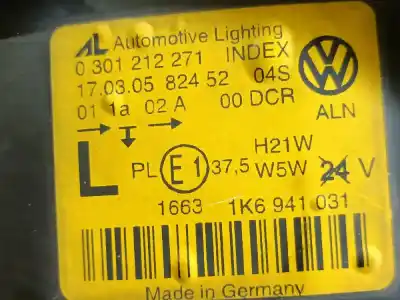 AL Automotive Lighting
0 301 212 271 INDEX
17.03.05 824 52 04S
01 1a 02 A 00 DCR
ALN
L PL E1 37,5 H21W
W5W 24 V
1663 1K6 941 031
Made in Germany